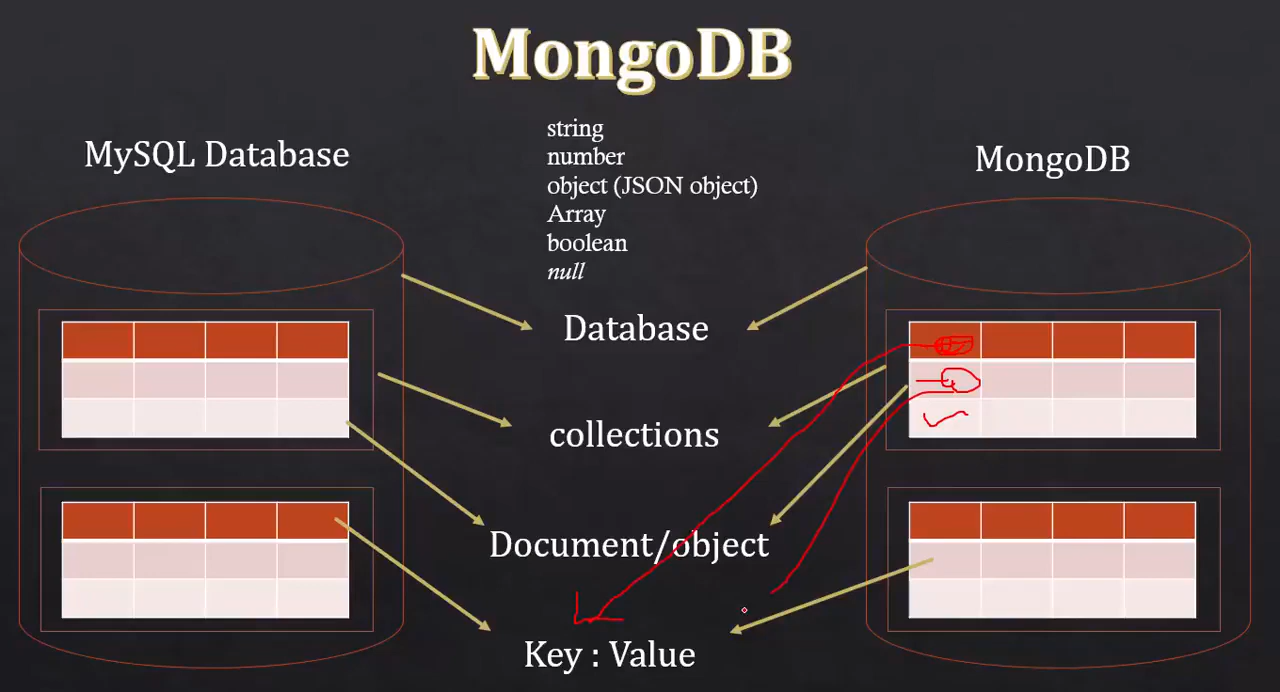 MongoDB
MySQL Database
string
number
object (JSON object)
Array
boolean
null
MongoDB
Database
collections
Document/object
Key : Value